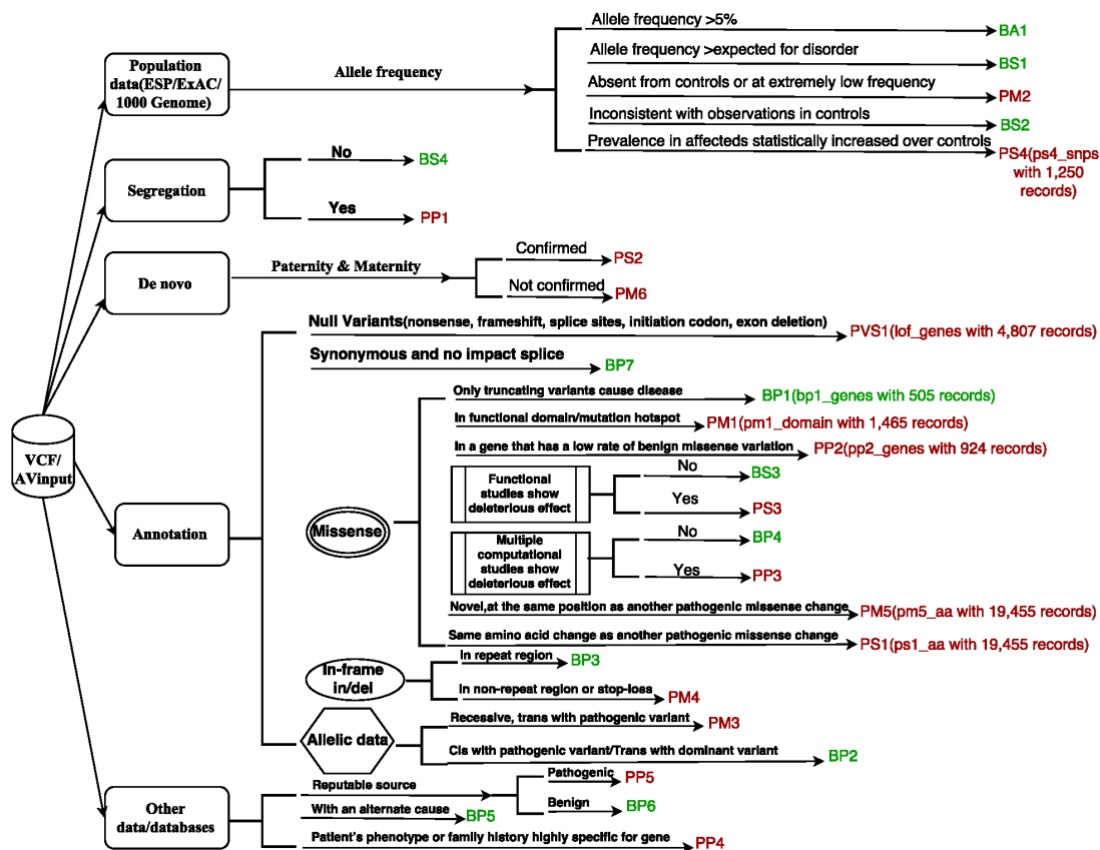 Allele frequency >5%
BA1
Population
data(ESP/ExAC/
1000 Genome)
Allele frequency
Allele frequency >expected for disorder
BS1
Absent from controls or at extremely low frequency
PM2
Inconsistent with observations in controls
BS2
Prevalence in affecteds statistically increased over controls
PS4(ps4_snps
with 1,250
records)
Segregation
No
BS4
Yes
PP1
De novo
Paternity & Maternity
Confirmed
PS2
Not confirmed
PM6
VCF/
AVinput
Annotation
Null Variants(nonsense, frameshift, splice sites, initiation codon, exon deletion)
PVS1(lof_genes with 4,807 records)
Synonymous and no impact splice
BP7
Missense
Only truncating variants cause disease
BP1(bp1_genes with 505 records)
In functional domain/mutation hotspot
PM1(pm1_domain with 1,465 records)
In a gene that has a low rate of benign missense variation
PP2(pp2_genes with 924 records)
Functional
studies show
deleterious effect
No
BS3
Yes
PS3
Multiple
computational
studies show
deleterious effect
No
BP4
Yes
PP3
Novel,at the same position as another pathogenic missense change
PM5(pm5_aa with 19,455 records)
Same amino acid change as another pathogenic missense change
PS1(ps1_aa with 19,455 records)
In-frame
in/del
In repeat region
BP3
In non-repeat region or stop-loss
PM4
Allelic data
Recessive, trans with pathogenic variant
PM3
Cis with pathogenic variant/Trans with dominant variant
BP2
Other
data/databases
Reputable source
Pathogenic
PP5
Benign
BP6
With an alternate cause
BP5
Patient's phenotype or family history highly specific for gene
PP4